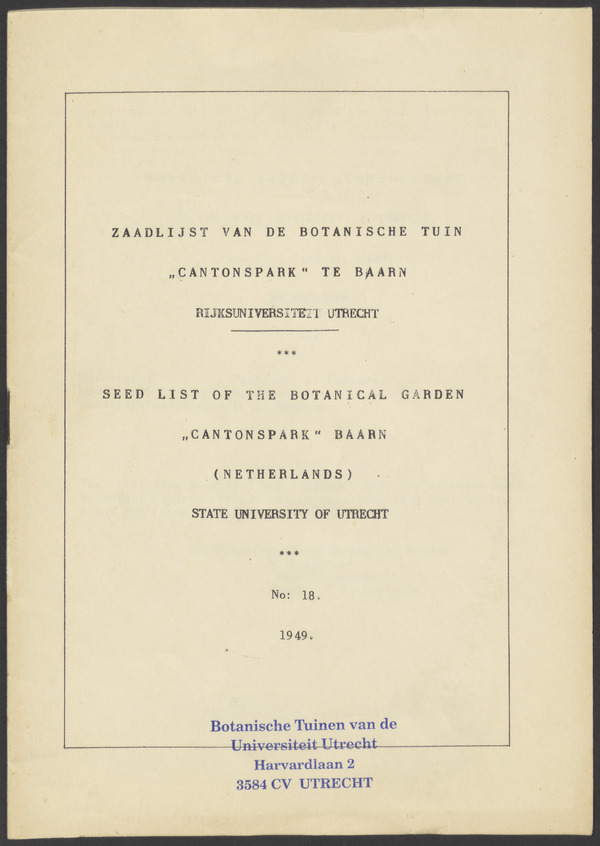 ZAADLIJST VAN DE BOTANISCHE TUIN
„CANTONSPARK“ TE BAARN
RIJKSUNIVERSITEIT UTRECHT
***
SEED LIST OF THE BOTANICAL GARDEN
„CANTONSPARK“ BAARN
(NETHERLANDS)
STATE UNIVERSITY OF UTRECHT
***
No: 18.
1949.
Botanische Tuinen van de
Universiteit Utrecht
Harvardlaan 2
3584 CV UTRECHT